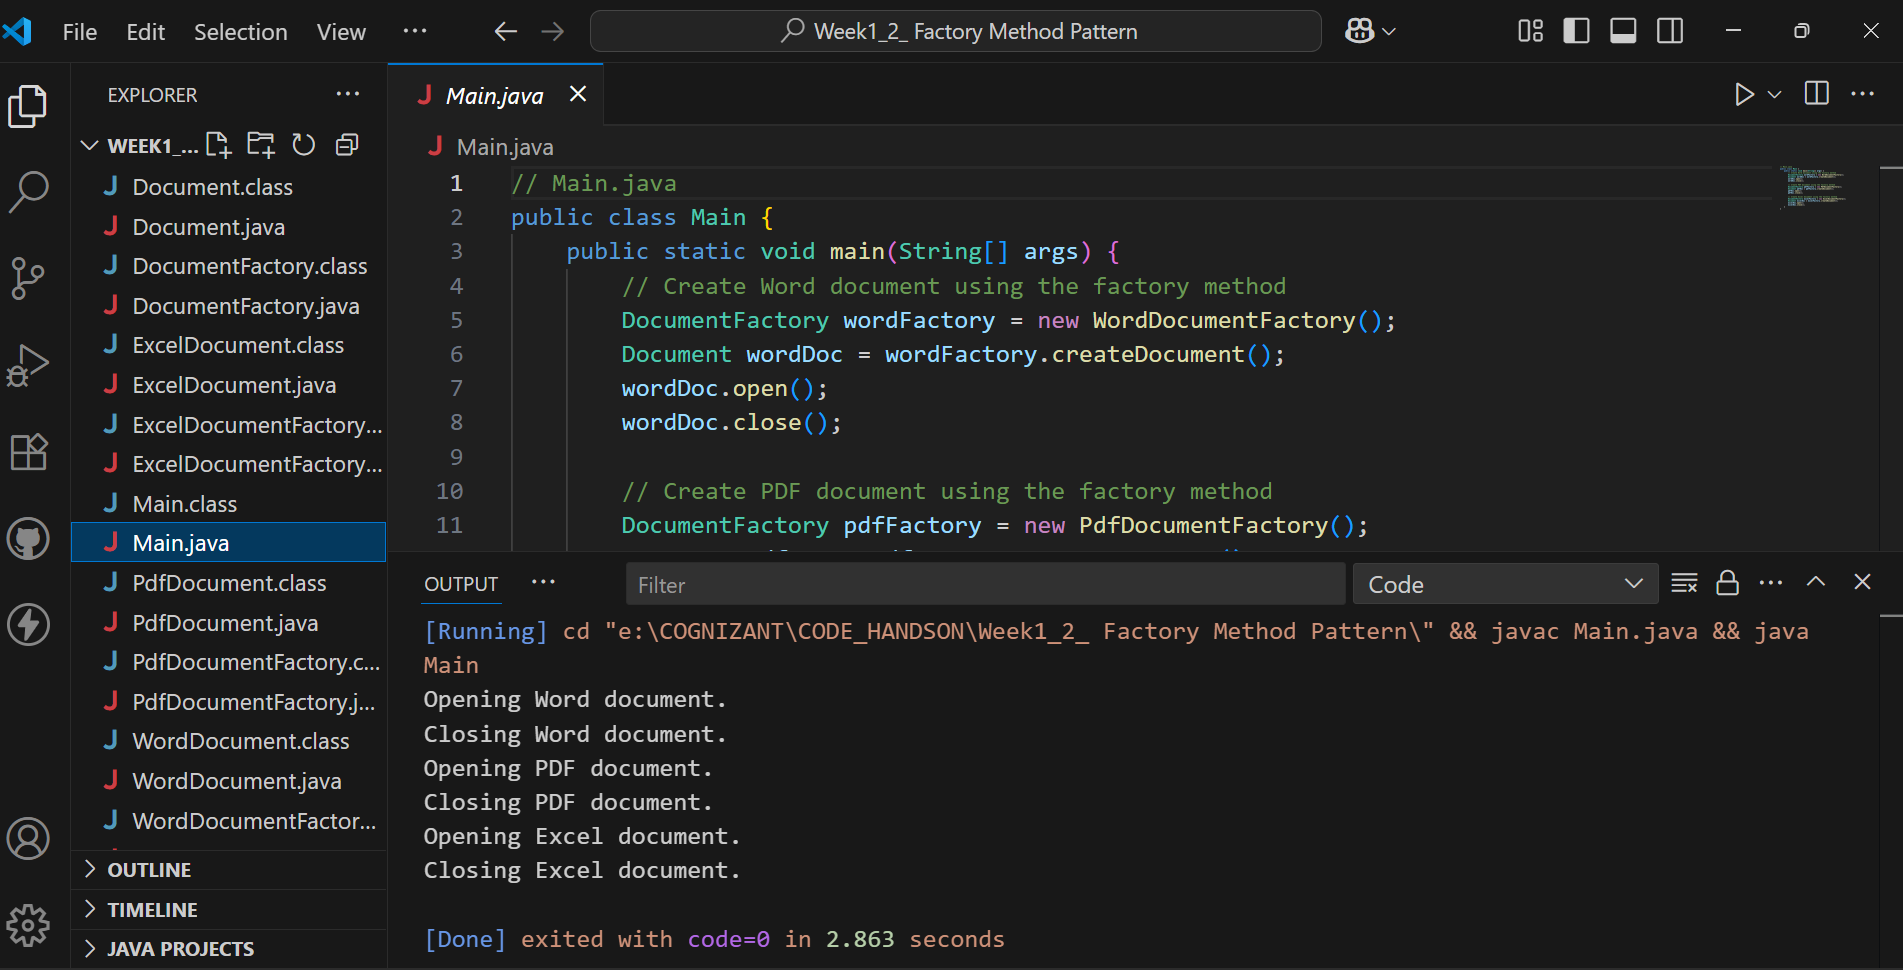 File Edit Selection View ··· Week1_2_ Factory Method Pattern
EXPLORER ···
WEEK1_...
Document.class
Document.java
DocumentFactory.class
DocumentFactory.java
ExcelDocument.class
ExcelDocument.java
ExcelDocumentFactory...
ExcelDocumentFactory...
Main.class
Main.java
PdfDocument.class
PdfDocument.java
PdfDocumentFactory.c...
PdfDocumentFactory.j...
WordDocument.class
WordDocument.java
WordDocumentFactor...
OUTLINE
TIMELINE
JAVA PROJECTS
Main.java
Main.java
1 // Main.java
2 public class Main {
3 public static void main(String[] args) {
4 // Create Word document using the factory method
5 DocumentFactory wordFactory = new WordDocumentFactory();
6 Document wordDoc = wordFactory.createDocument();
7 wordDoc.open();
8 wordDoc.close();
9
10 // Create PDF document using the factory method
11 DocumentFactory pdfFactory = new PdfDocumentFactory();
OUTPUT ··· Filter Code
[Running] cd "e:\COGNIZANT\CODE_HANDSON\Week1_2_ Factory Method Pattern\" && javac Main.java && java
Main
Opening Word document.
Closing Word document.
Opening PDF document.
Closing PDF document.
Opening Excel document.
Closing Excel document.
[Done] exited with code=0 in 2.863 seconds